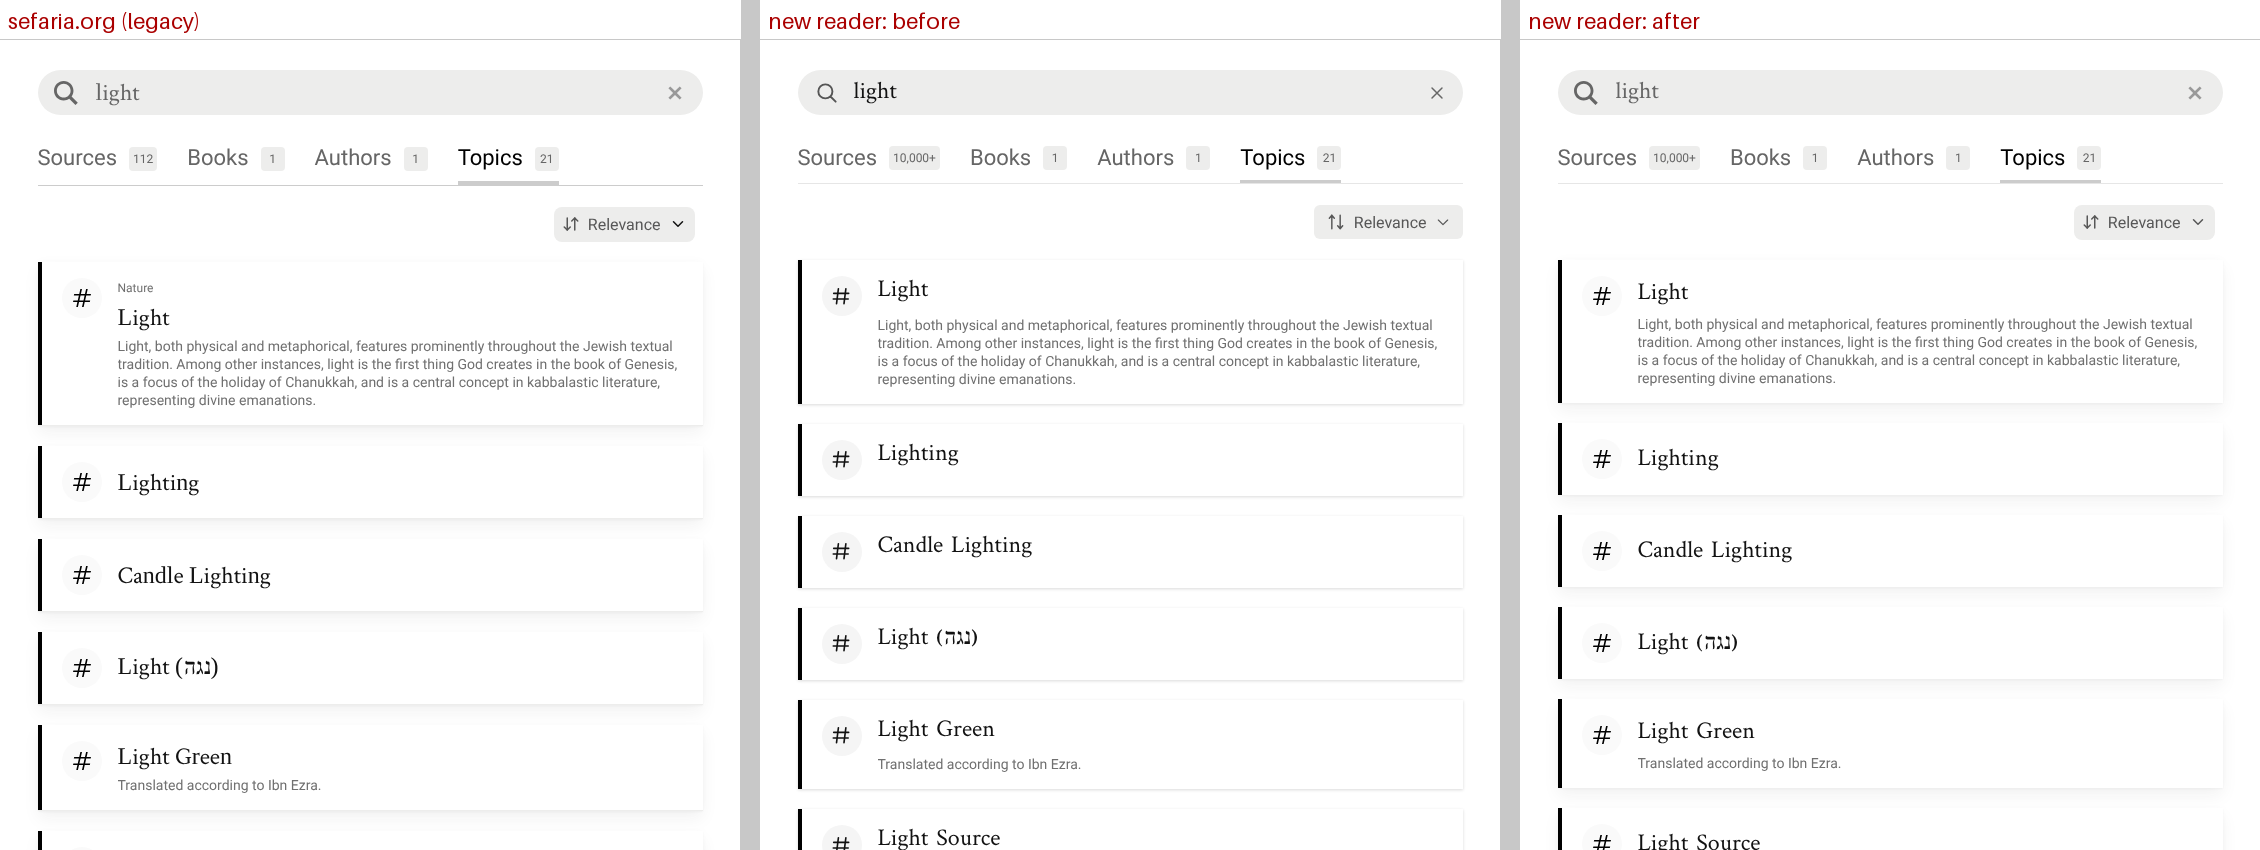 sefaria.org (legacy)
light
Sources 112 Books 1 Authors 1 Topics 21
Relevance
#
Nature
Light
Light, both physical and metaphorical, features prominently throughout the Jewish textual
tradition. Among other instances, light is the first thing God creates in the book of Genesis,
is a focus of the holiday of Chanukkah, and is a central concept in kabbalastic literature,
representing divine emanations.
# Lighting
# Candle Lighting
# Light (נגה)
# Light Green
Translated according to Ibn Ezra.
new reader: before
light
Sources 10,000+ Books 1 Authors 1 Topics 21
Relevance
# Light
Light, both physical and metaphorical, features prominently throughout the Jewish textual
tradition. Among other instances, light is the first thing God creates in the book of Genesis,
is a focus of the holiday of Chanukkah, and is a central concept in kabbalastic literature,
representing divine emanations.
# Lighting
# Candle Lighting
# Light (נגה)
# Light Green
Translated according to Ibn Ezra.
# Light Source
new reader: after
light
Sources 10,000+ Books 1 Authors 1 Topics 21
Relevance
# Light
Light, both physical and metaphorical, features prominently throughout the Jewish textual
tradition. Among other instances, light is the first thing God creates in the book of Genesis,
is a focus of the holiday of Chanukkah, and is a central concept in kabbalastic literature,
representing divine emanations.
# Lighting
# Candle Lighting
# Light (נגה)
# Light Green
Translated according to Ibn Ezra.
# Light Source